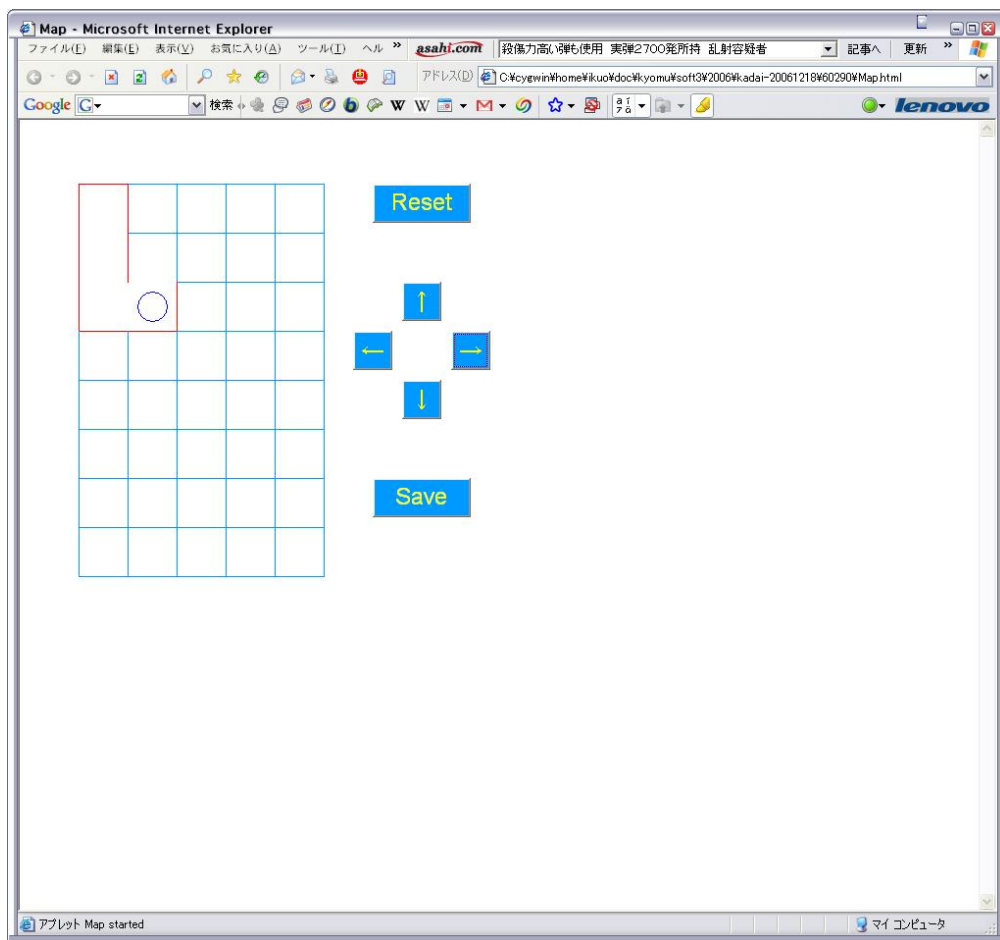 Map - Microsoft Internet Explorer
ファイル(F) 編集(E) 表示(V) お気に入り(A) ツール(T) ヘル » asahi.com 殺傷力高い弾も使用 実弾2700発所持 乱射容疑者 記事へ 更新 »
アドレス(D) C:¥cygwin¥home¥ikuo¥doc¥kyomu¥soft3¥2006¥kadai-20061218¥60290¥Map.html
Google G 検索 lenovo
Reset
↑
← →
↓
Save
アプレット Map started マイ コンピュータ